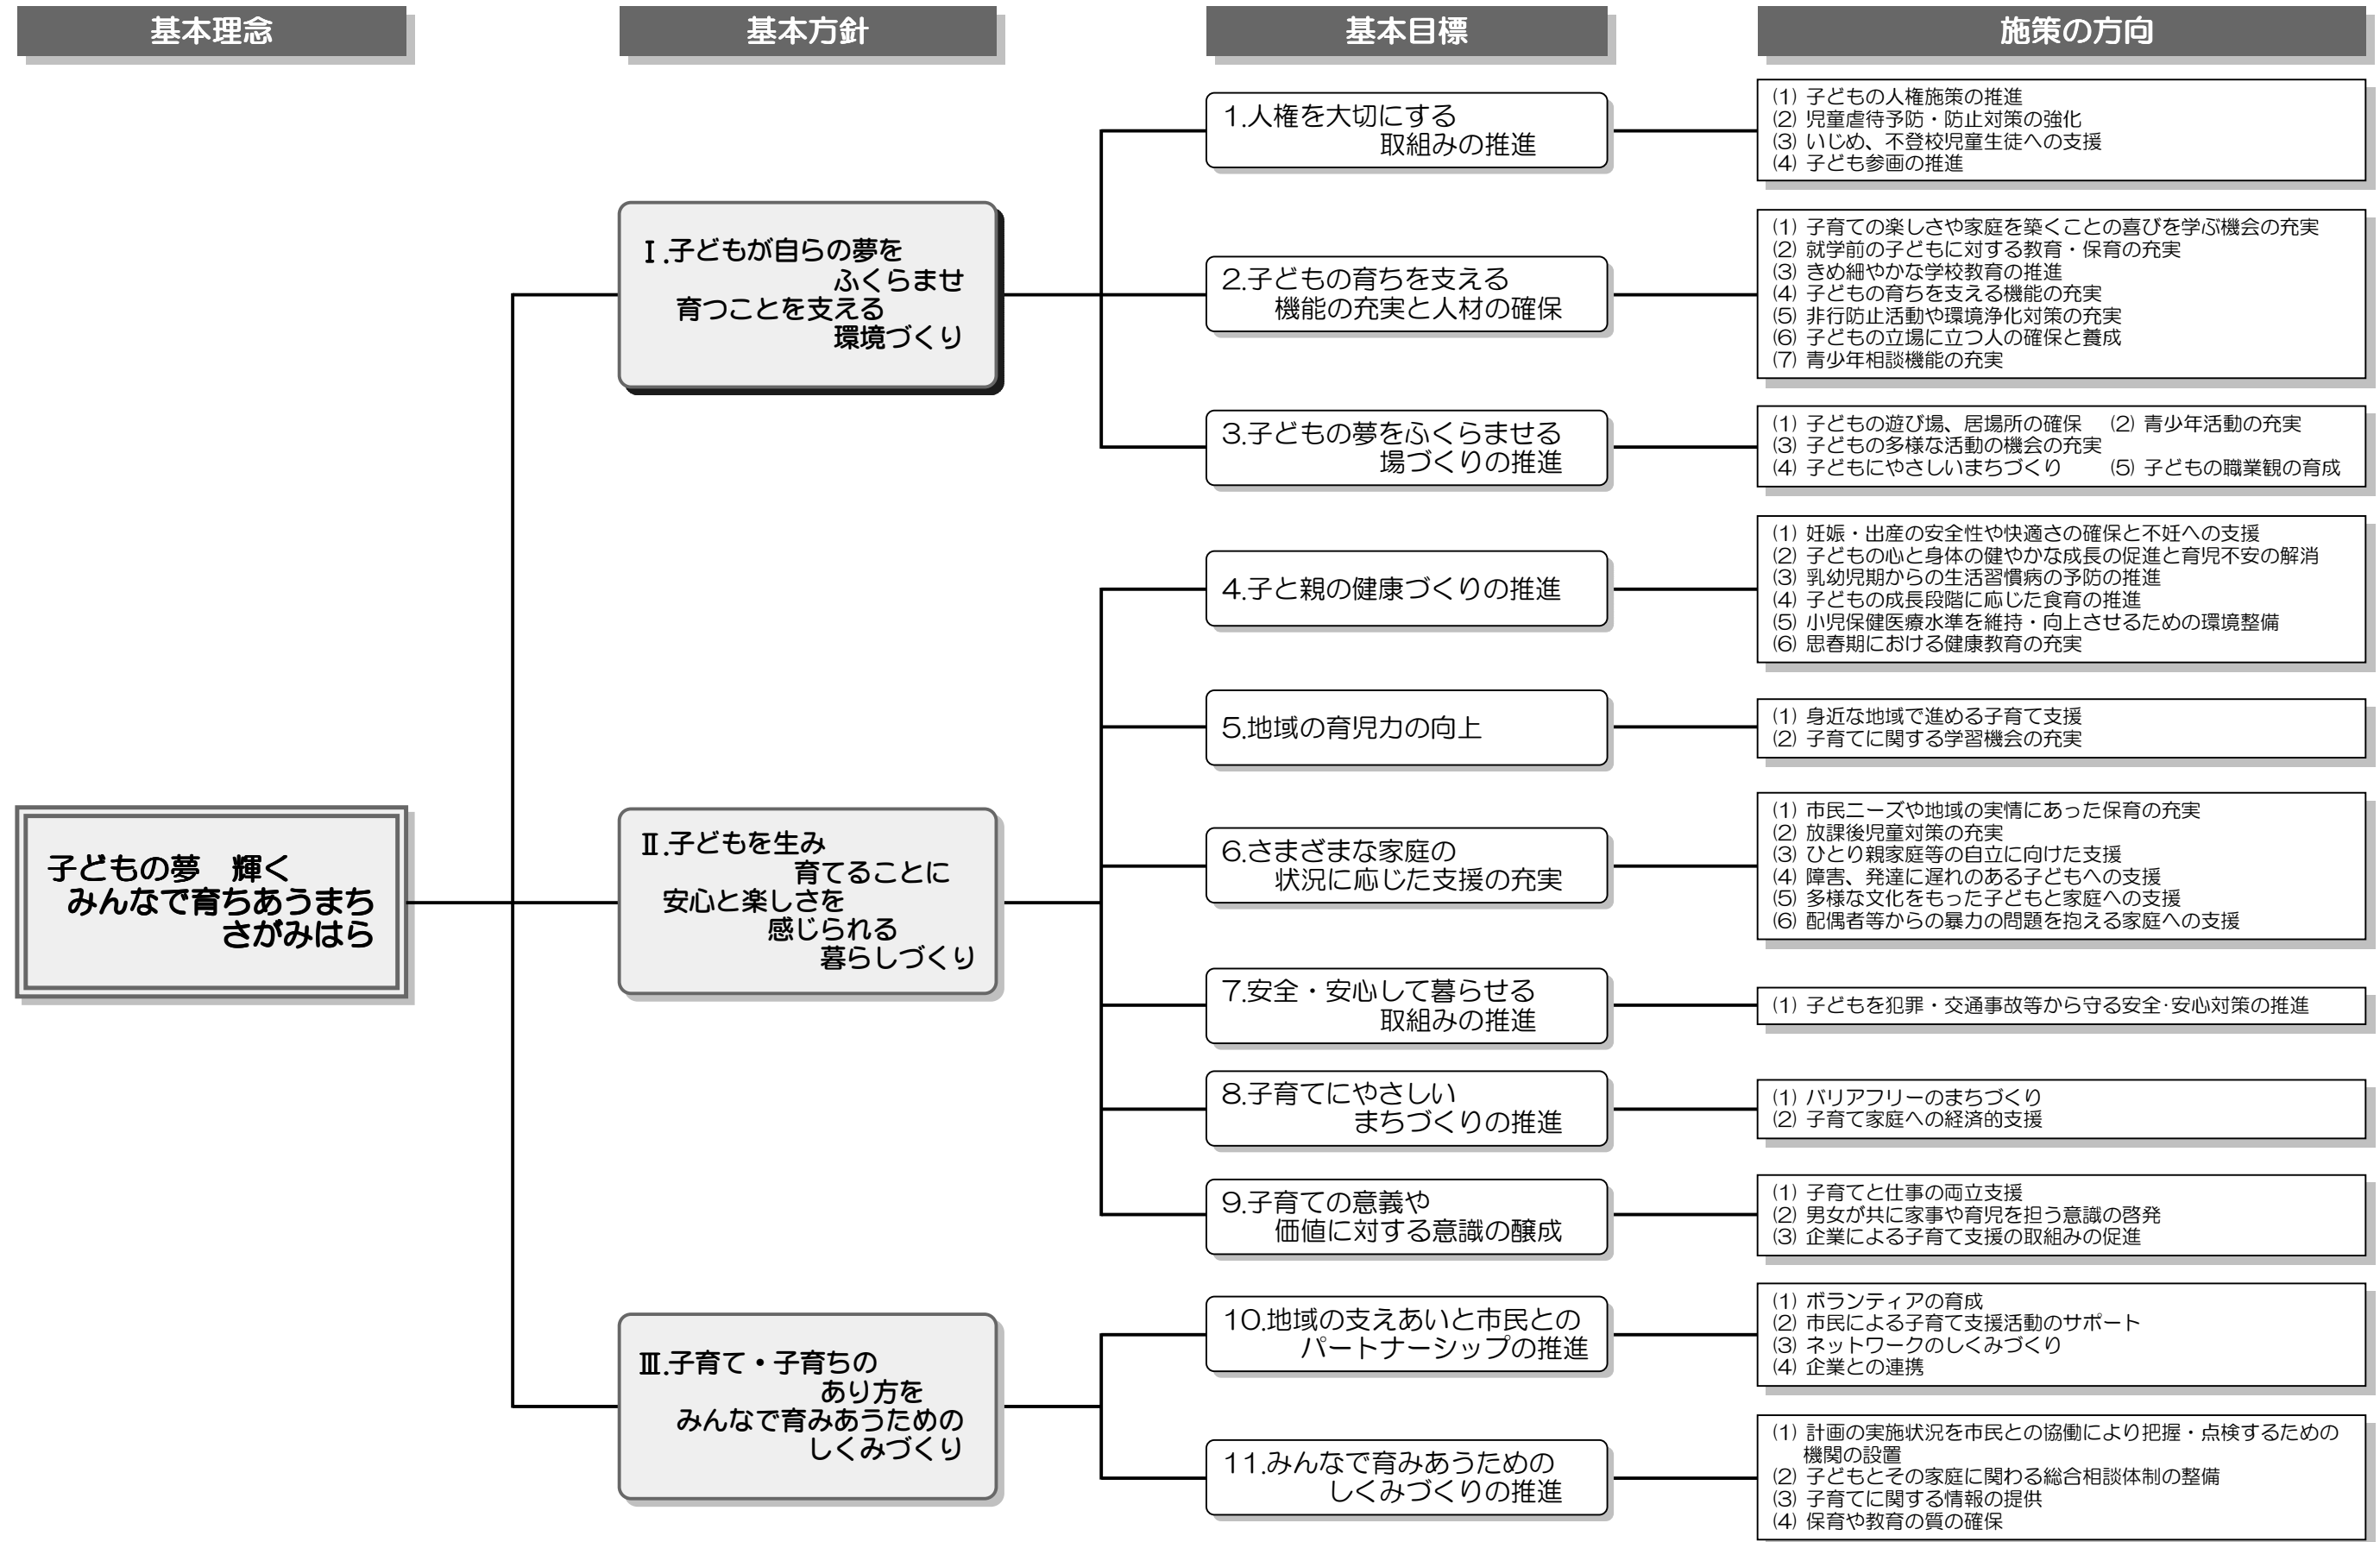 基本理念
基本方針
基本目標
施策の方向
子どもの夢　輝く
みんなで育ちあうまち
さがみはら
Ⅰ.子どもが自らの夢を
ふくらませ
育つことを支える
環境づくり
1.人権を大切にする
取組みの推進
(1) 子どもの人権施策の推進
(2) 児童虐待予防・防止対策の強化
(3) いじめ、不登校児童生徒への支援
(4) 子ども参画の推進
2.子どもの育ちを支える
機能の充実と人材の確保
(1) 子育ての楽しさや家庭を築くことの喜びを学ぶ機会の充実
(2) 就学前の子どもに対する教育・保育の充実
(3) きめ細やかな学校教育の推進
(4) 子どもの育ちを支える機能の充実
(5) 非行防止活動や環境浄化対策の充実
(6) 子どもの立場に立つ人の確保と養成
(7) 青少年相談機能の充実
3.子どもの夢をふくらませる
場づくりの推進
(1) 子どもの遊び場、居場所の確保　(2) 青少年活動の充実
(3) 子どもの多様な活動の機会の充実
(4) 子どもにやさしいまちづくり　(5) 子どもの職業観の育成
Ⅱ.子どもを生み
育てることに
安心と楽しさを
感じられる
暮らしづくり
4.子と親の健康づくりの推進
(1) 妊娠・出産の安全性や快適さの確保と不妊への支援
(2) 子どもの心と身体の健やかな成長の促進と育児不安の解消
(3) 乳幼児期からの生活習慣病の予防の推進
(4) 子どもの成長段階に応じた食育の推進
(5) 小児保健医療水準を維持・向上させるための環境整備
(6) 思春期における健康教育の充実
5.地域の育児力の向上
(1) 身近な地域で進める子育て支援
(2) 子育てに関する学習機会の充実
6.さまざまな家庭の
状況に応じた支援の充実
(1) 市民ニーズや地域の実情にあった保育の充実
(2) 放課後児童対策の充実
(3) ひとり親家庭等の自立に向けた支援
(4) 障害、発達に遅れのある子どもへの支援
(5) 多様な文化をもった子どもと家庭への支援
(6) 配偶者等からの暴力の問題を抱える家庭への支援
7.安全・安心して暮らせる
取組みの推進
(1) 子どもを犯罪・交通事故等から守る安全･安心対策の推進
8.子育てにやさしい
まちづくりの推進
(1) バリアフリーのまちづくり
(2) 子育て家庭への経済的支援
9.子育ての意義や
価値に対する意識の醸成
(1) 子育てと仕事の両立支援
(2) 男女が共に家事や育児を担う意識の啓発
(3) 企業による子育て支援の取組みの促進
Ⅲ.子育て・子育ちの
あり方を
みんなで育みあうための
しくみづくり
10.地域の支えあいと市民との
パートナーシップの推進
(1) ボランティアの育成
(2) 市民による子育て支援活動のサポート
(3) ネットワークのしくみづくり
(4) 企業との連携
11.みんなで育みあうための
しくみづくりの推進
(1) 計画の実施状況を市民との協働により把握・点検するための
機関の設置
(2) 子どもとその家庭に関わる総合相談体制の整備
(3) 子育てに関する情報の提供
(4) 保育や教育の質の確保